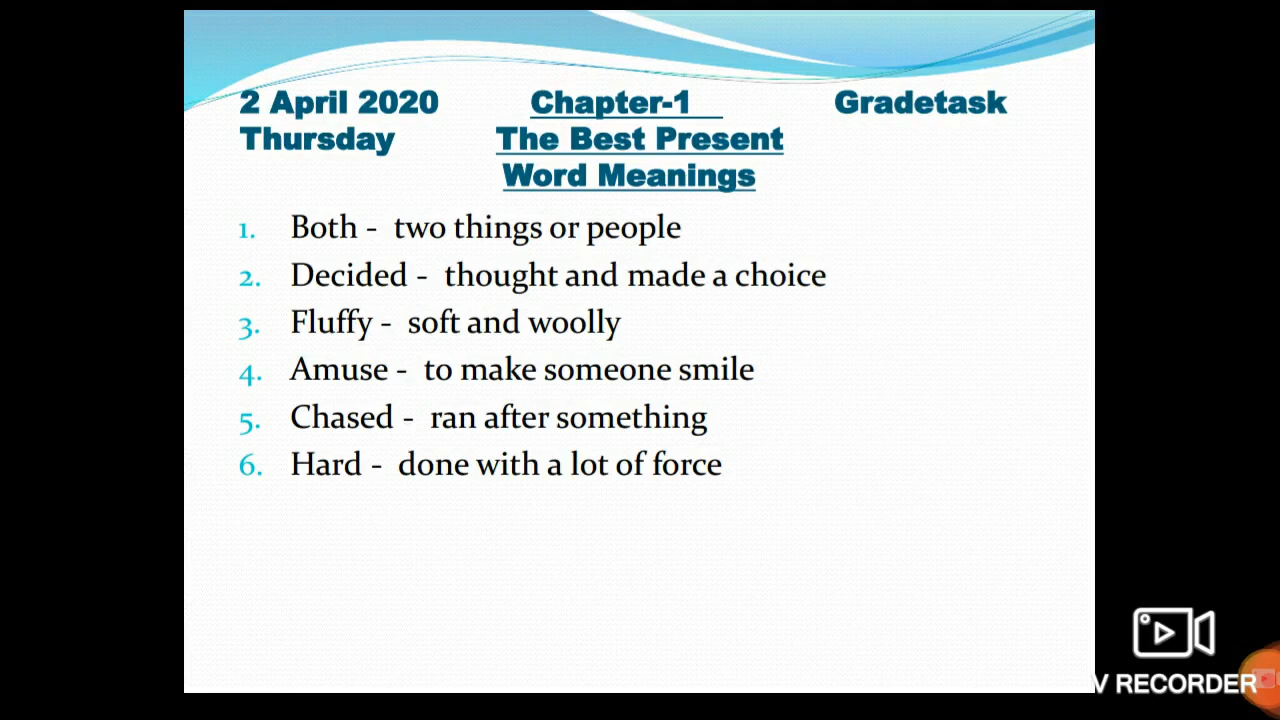 2 April 2020 Chapter-1 Gradetask
Thursday The Best Present
Word Meanings
1. Both - two things or people
2. Decided - thought and made a choice
3. Fluffy - soft and woolly
4. Amuse - to make someone smile
5. Chased - ran after something
6. Hard - done with a lot of force
V RECORDER